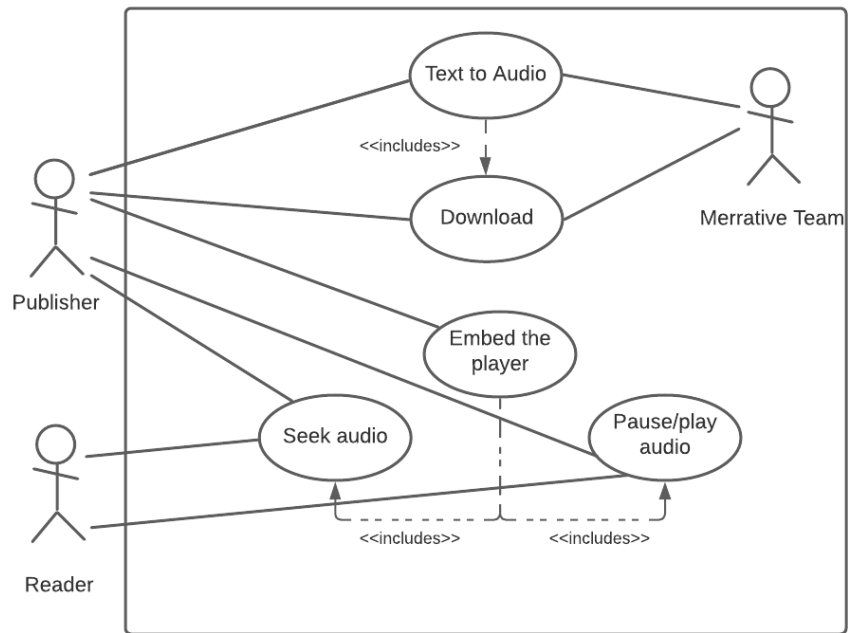 Text to Audio
<<includes>>
Download
Merrative Team
Publisher
Embed the
player
Seek audio
Pause/play
audio
<<includes>>
<<includes>>
Reader